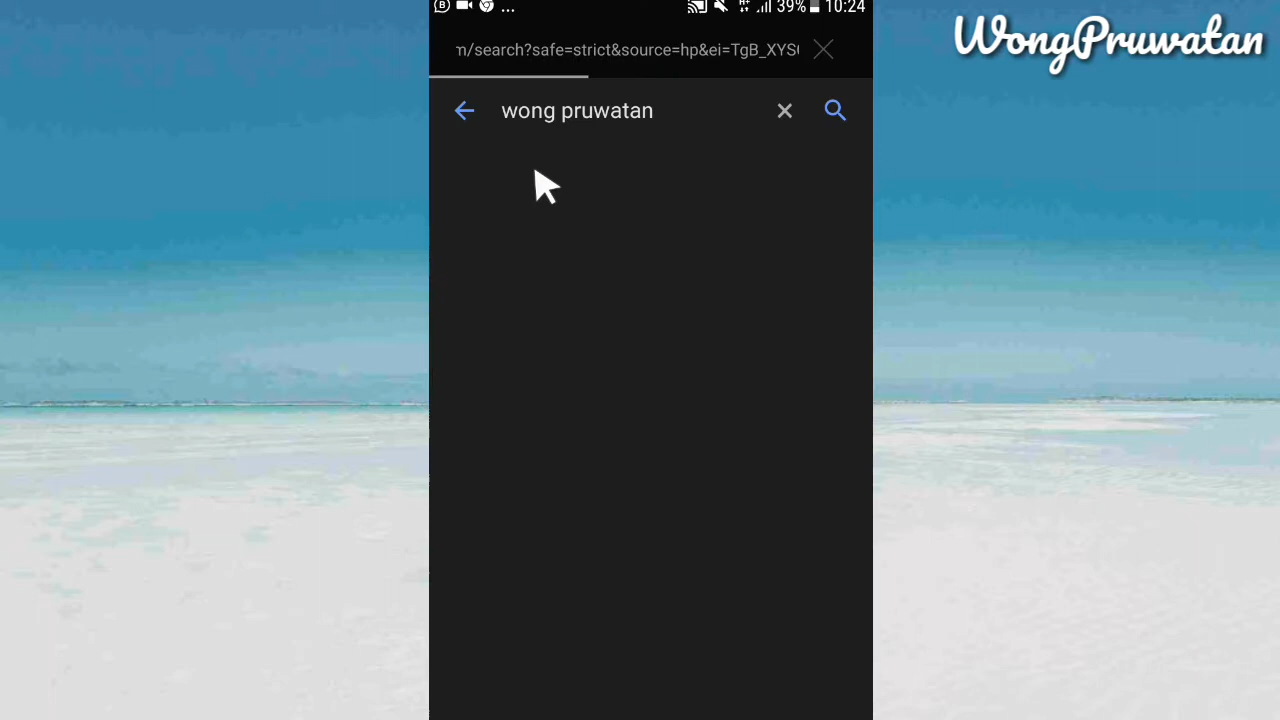 ... 39% 10:24
WongPruwatan
m/search?safe=strict&source=hp&ei=TgB_XYS
wong pruwatan